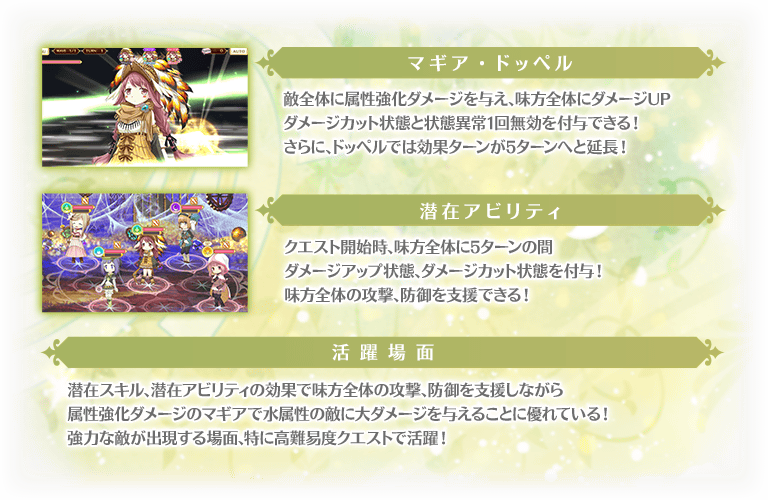 マギア・ドッペル
敵全体に属性強化ダメージを与え、味方全体にダメージUP
ダメージカット状態と状態異常1回無効を付与できる！
さらに、ドッペルでは効果ターンが5ターンへと延長！
潜在アビリティ
クエスト開始時、味方全体に5ターンの間
ダメージアップ状態、ダメージカット状態を付与！
味方全体の攻撃、防御を支援できる！
活躍場面
潜在スキル、潜在アビリティの効果で味方全体の攻撃、防御を支援しながら
属性強化ダメージのマギアで水属性の敵に大ダメージを与えることに優れている！
強力な敵が出現する場面、特に高難易度クエストで活躍！